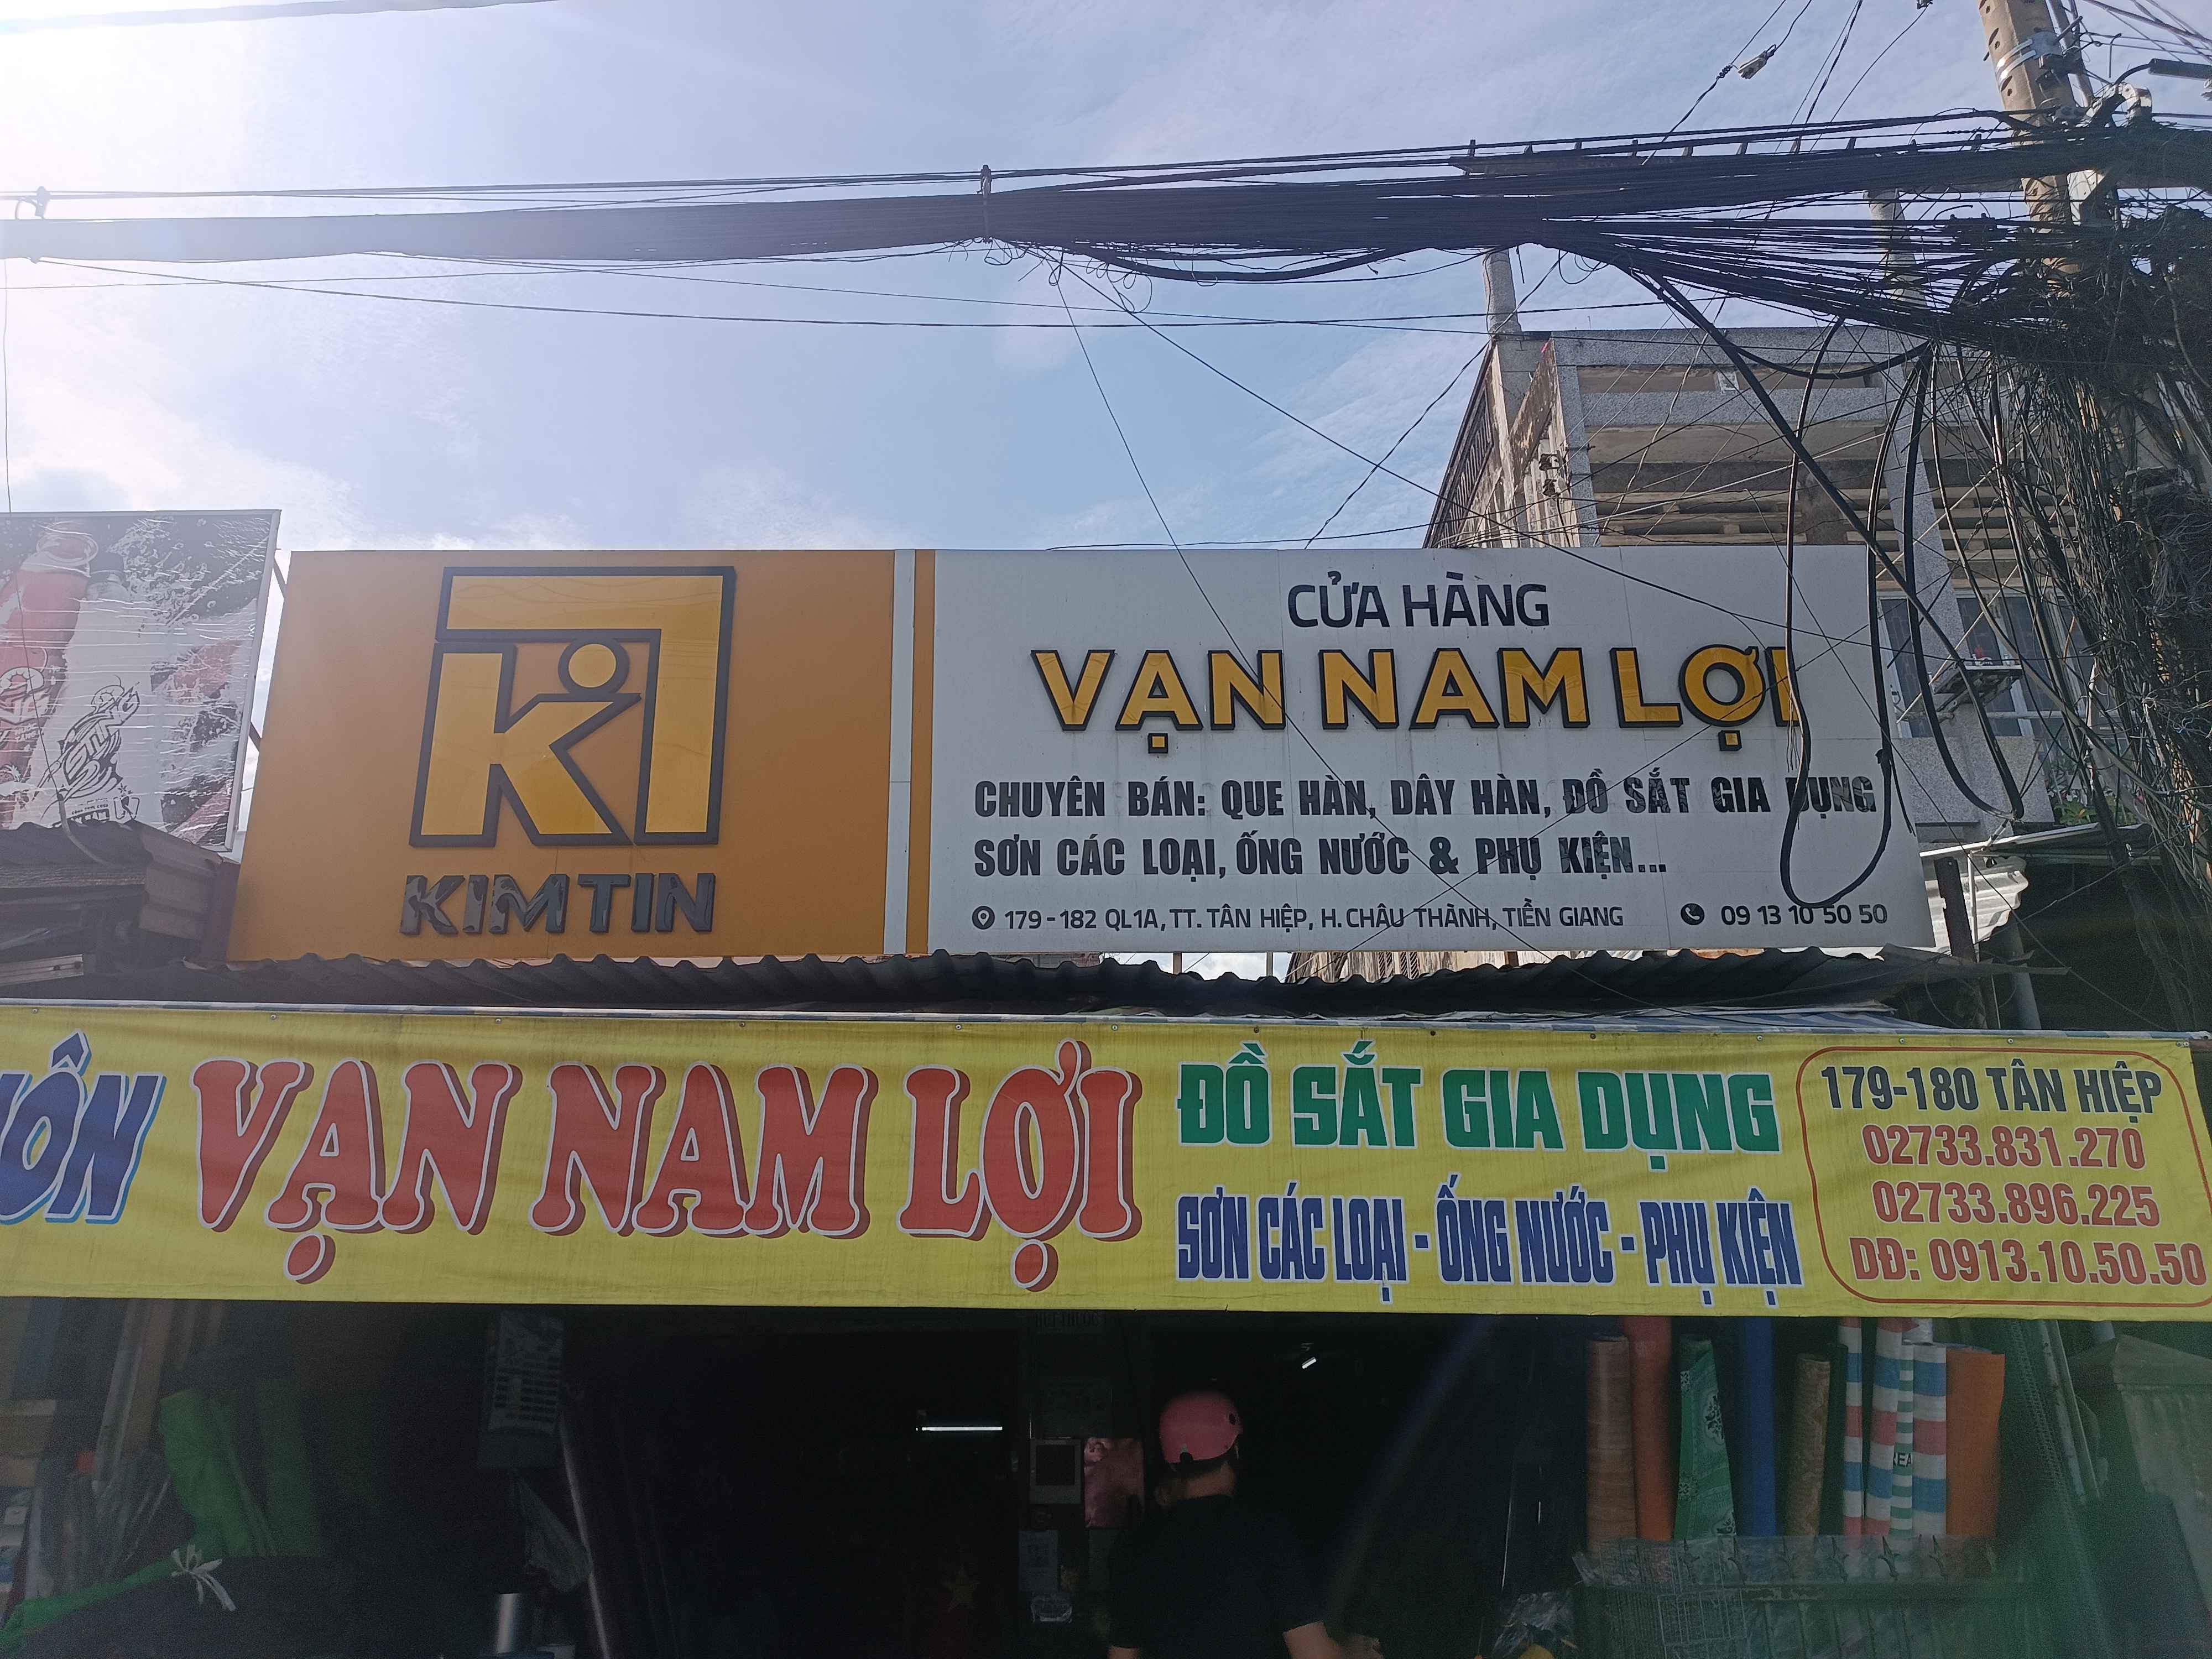 KIM TIN
CỬA HÀNG
VẠN NAM LỢI
CHUYÊN BÁN: QUE HÀN, DÂY HÀN, ĐỒ SẮT GIA DỤNG
SƠN CÁC LOẠI, ỐNG NƯỚC & PHỤ KIỆN...
179 - 182 QL1A, TT. TÂN HIỆP, H. CHÂU THÀNH, TIỀN GIANG
09 13 10 50 50
STING
VẠN NAM LỢI
ĐỒ SẮT GIA DỤNG
SƠN CÁC LOẠI - ỐNG NƯỚC - PHỤ KIỆN
179-180 TÂN HIỆP
02733.831.270
02733.896.225
DĐ: 0913.10.50.50